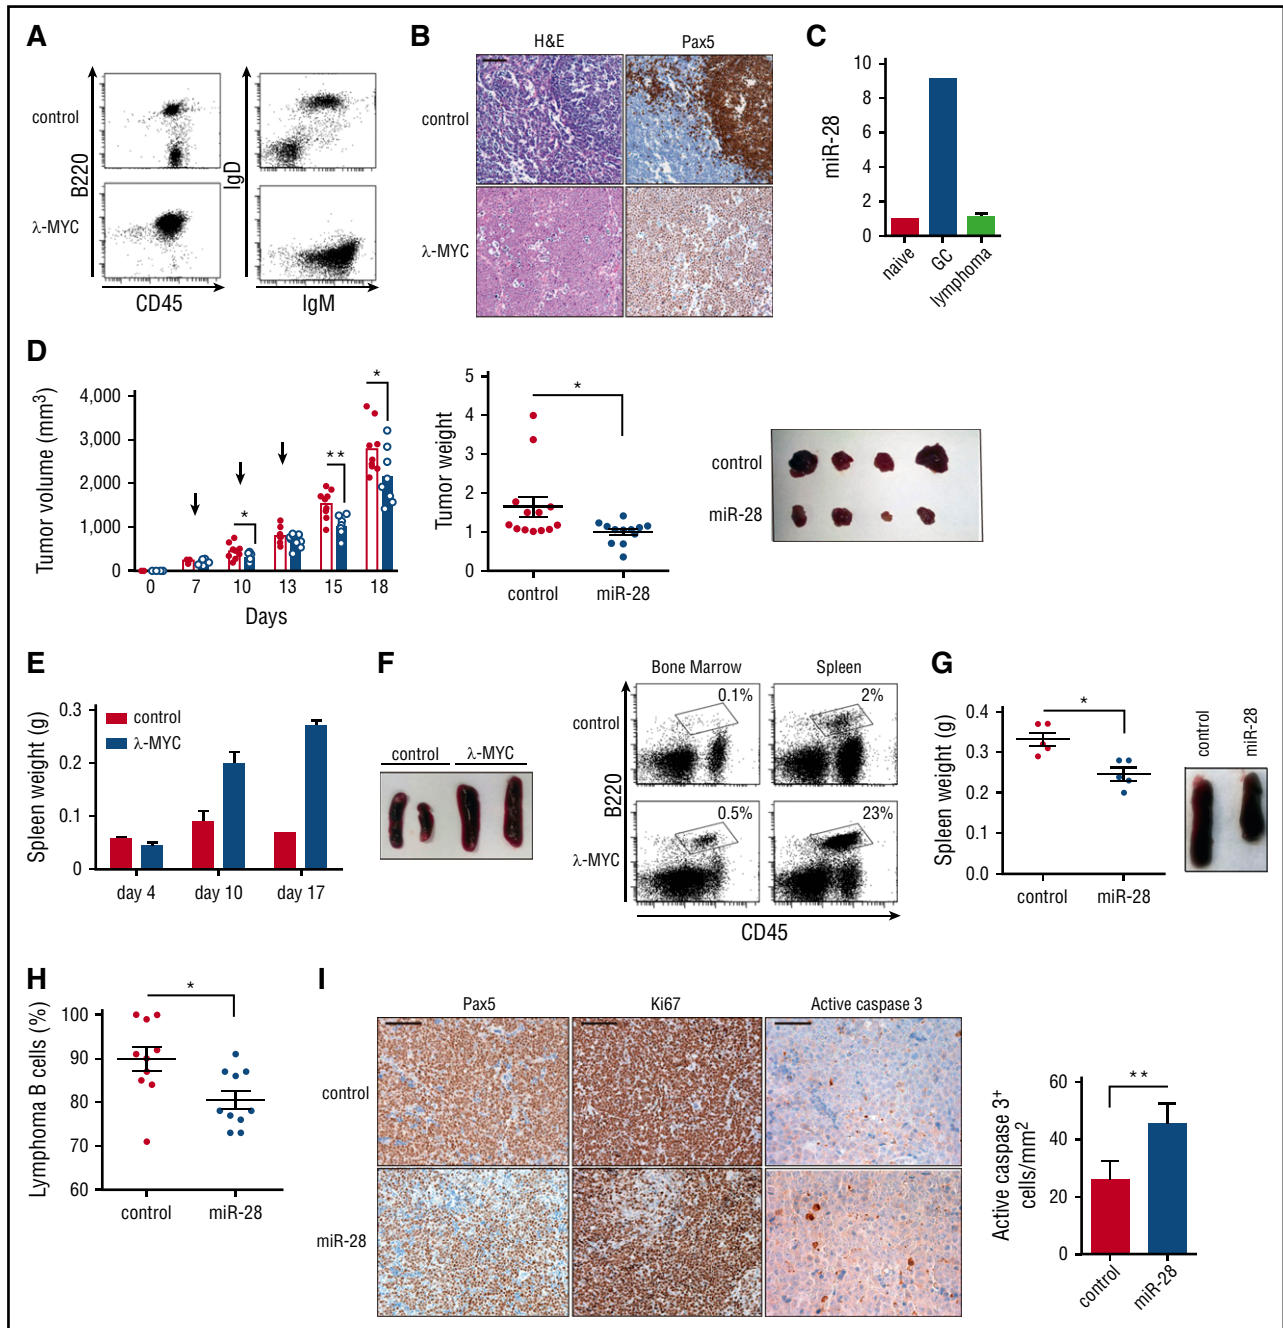 A
control
λ-MYC
B220
IgD
CD45
IgM
B
H&E
Pax5
control
λ-MYC
C
miR-28
10
8
6
4
2
0
naive
GC
lymphoma
D
Tumor volume (mm³)
4,000
3,000
2,000
1,000
0
*
**
*
0 7 10 13 15 18
Days
Tumor weight
5
4
3
2
1
0
*
control miR-28
control
miR-28
E
Spleen weight (g)
0.3
0.2
0.1
0
control
λ-MYC
day 4 day 10 day 17
F
control λ-MYC
Bone Marrow Spleen
control
0.1% 2%
λ-MYC
0.5% 23%
B220
CD45
G
Spleen weight (g)
0.4
0.3
0.2
0.1
0.0
*
control miR-28
control
miR-28
H
Lymphoma B cells (%)
100
90
80
70
60
*
control miR-28
I
Pax5 Ki67 Active caspase 3
control
miR-28
Active caspase 3⁺
cells/mm²
60
40
20
0
**
control
miR-28